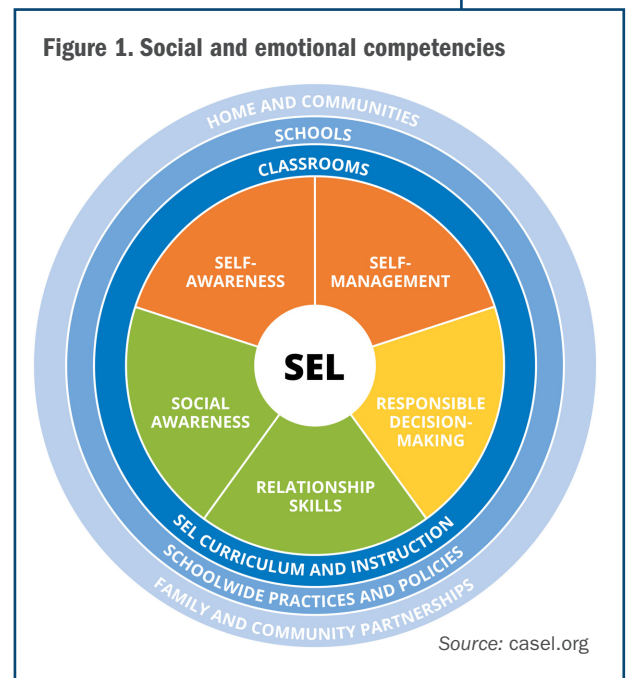 Figure 1. Social and emotional competencies
HOME AND COMMUNITIES
SCHOOLS
CLASSROOMS
SELF-
AWARENESS
SELF-
MANAGEMENT
SEL
SOCIAL
AWARENESS
RESPONSIBLE
DECISION-
MAKING
RELATIONSHIP
SKILLS
SEL CURRICULUM AND INSTRUCTION
SCHOOLWIDE PRACTICES AND POLICIES
FAMILY AND COMMUNITY PARTNERSHIPS
Source: casel.org